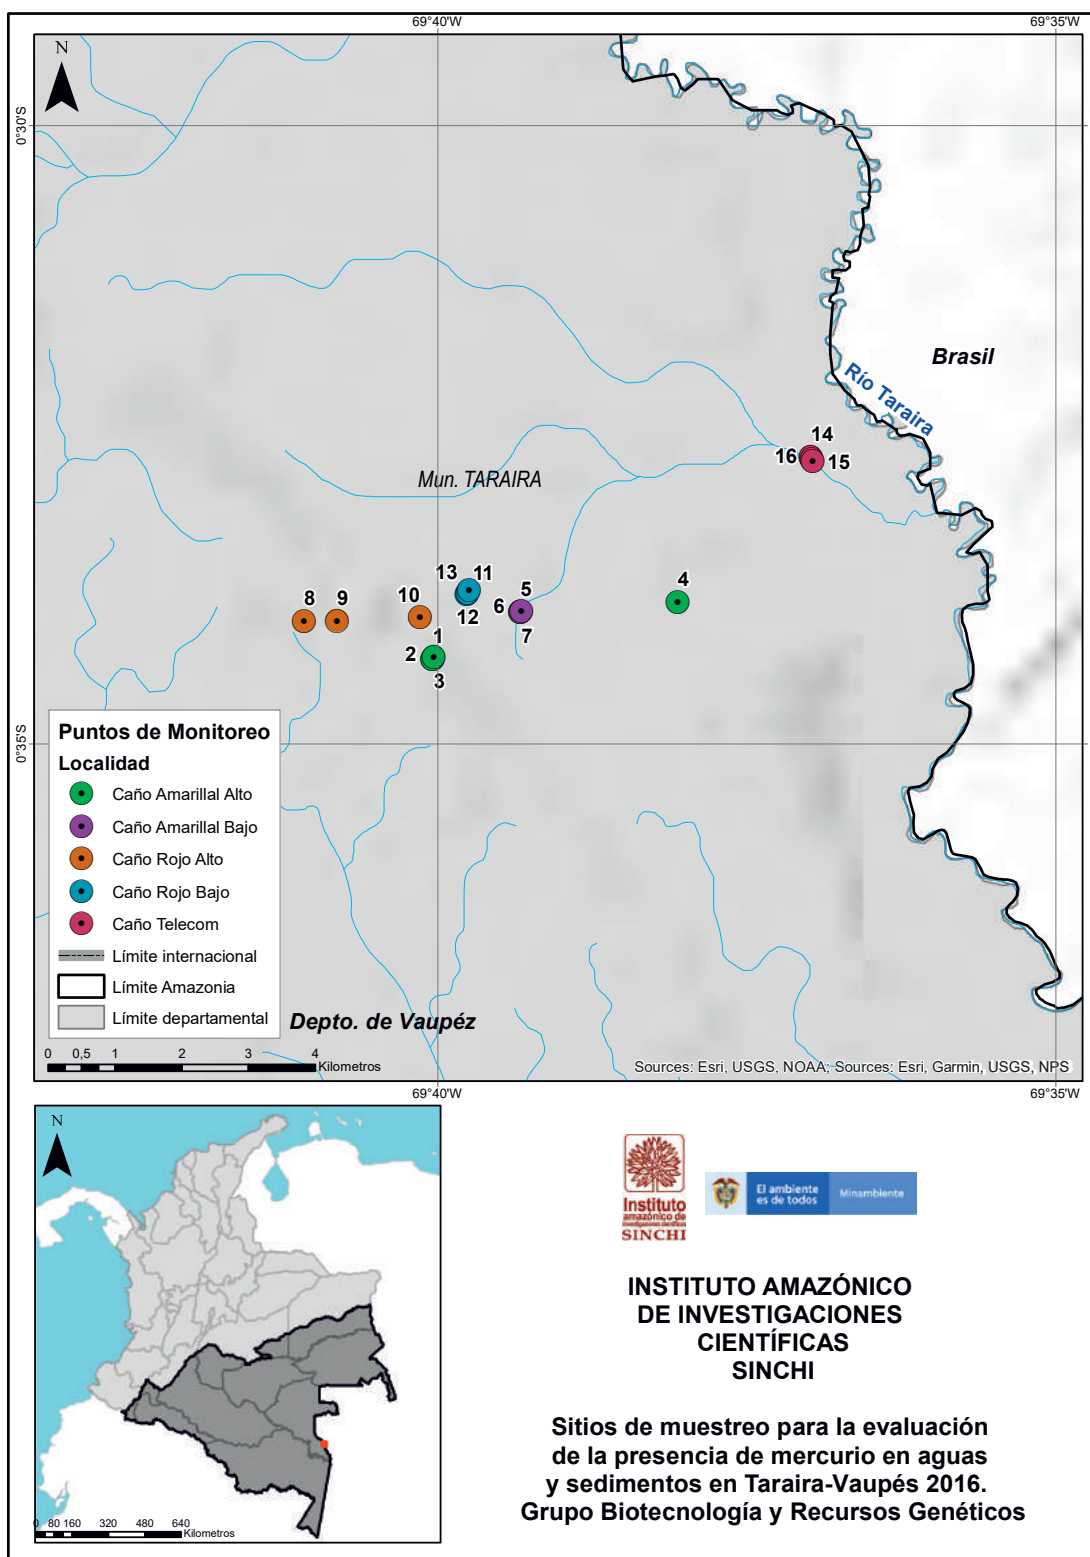 69°40'W
69°35'W
N
0°30'S
Brasil
Río Taraira
14
16
15
Mun. TARAIRA
4
13
11
12
5
6
7
8
9
10
1
2
3
0°35'S
Puntos de Monitoreo
Localidad
Caño Amarillal Alto
Caño Amarillal Bajo
Caño Rojo Alto
Caño Rojo Bajo
Caño Telecom
Límite internacional
Límite Amazonia
Límite departamental
Depto. de Vaupéz
0 0,5 1 2 3 4
Kilometros
Sources: Esri, USGS, NOAA; Sources: Esri, Garmin, USGS, NPS
69°40'W
69°35'W
N
0 80 160 320 480 640
Kilometros
Instituto
amazónico de
investigaciones científicas
SINCHI
El ambiente
es de todos
Minambiente
INSTITUTO AMAZÓNICO
DE INVESTIGACIONES
CIENTÍFICAS
SINCHI
Sitios de muestreo para la evaluación
de la presencia de mercurio en aguas
y sedimentos en Taraira-Vaupés 2016.
Grupo Biotecnología y Recursos Genéticos